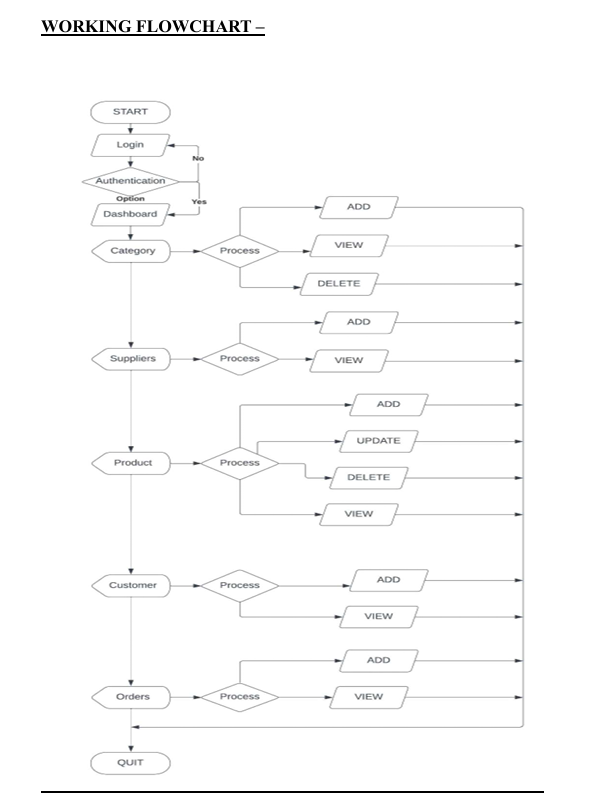 WORKING FLOWCHART –
START
Login
No
Authentication
Option
Yes
Dashboard
Category
Process
ADD
VIEW
DELETE
Suppliers
Process
ADD
VIEW
Product
Process
ADD
UPDATE
DELETE
VIEW
Customer
Process
ADD
VIEW
Orders
Process
ADD
VIEW
QUIT